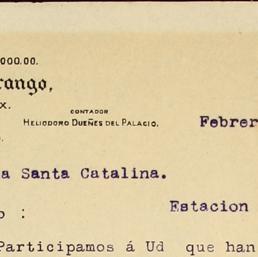 000.00.
rango,
x.
CONTADOR
HELIODORO DUEÑES DEL PALACIO.
Febrer
a Santa Catalina.
Estacion
o :
Participamos á Ud que han